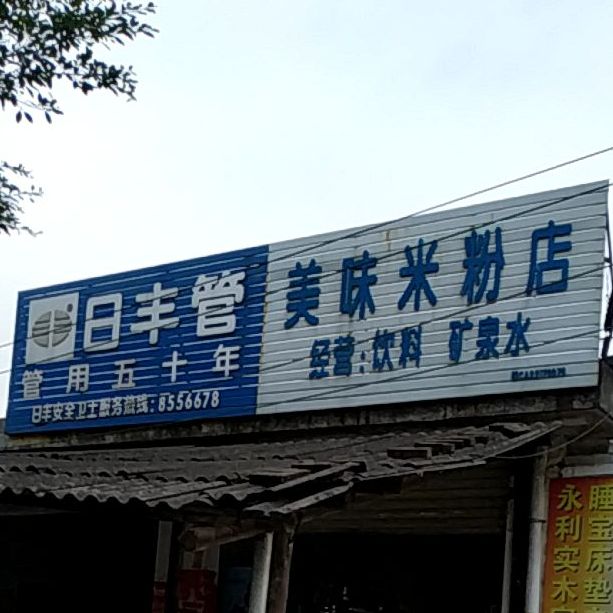 日丰管
管用五十年
日丰安全卫士服务热线:8556678
美味米粉店
经营:饮料 矿泉水
永利实木
睡宝床垫